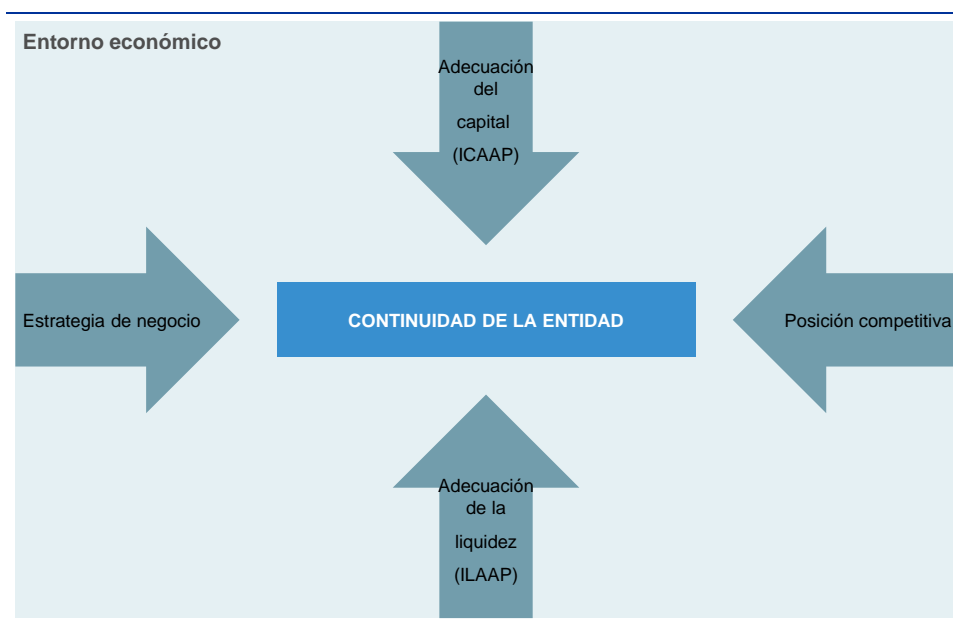 Entorno económico
Adecuación
del
capital
(ICAAP)
Estrategia de negocio
CONTINUIDAD DE LA ENTIDAD
Posición competitiva
Adecuación
de la
liquidez
(ILAAP)